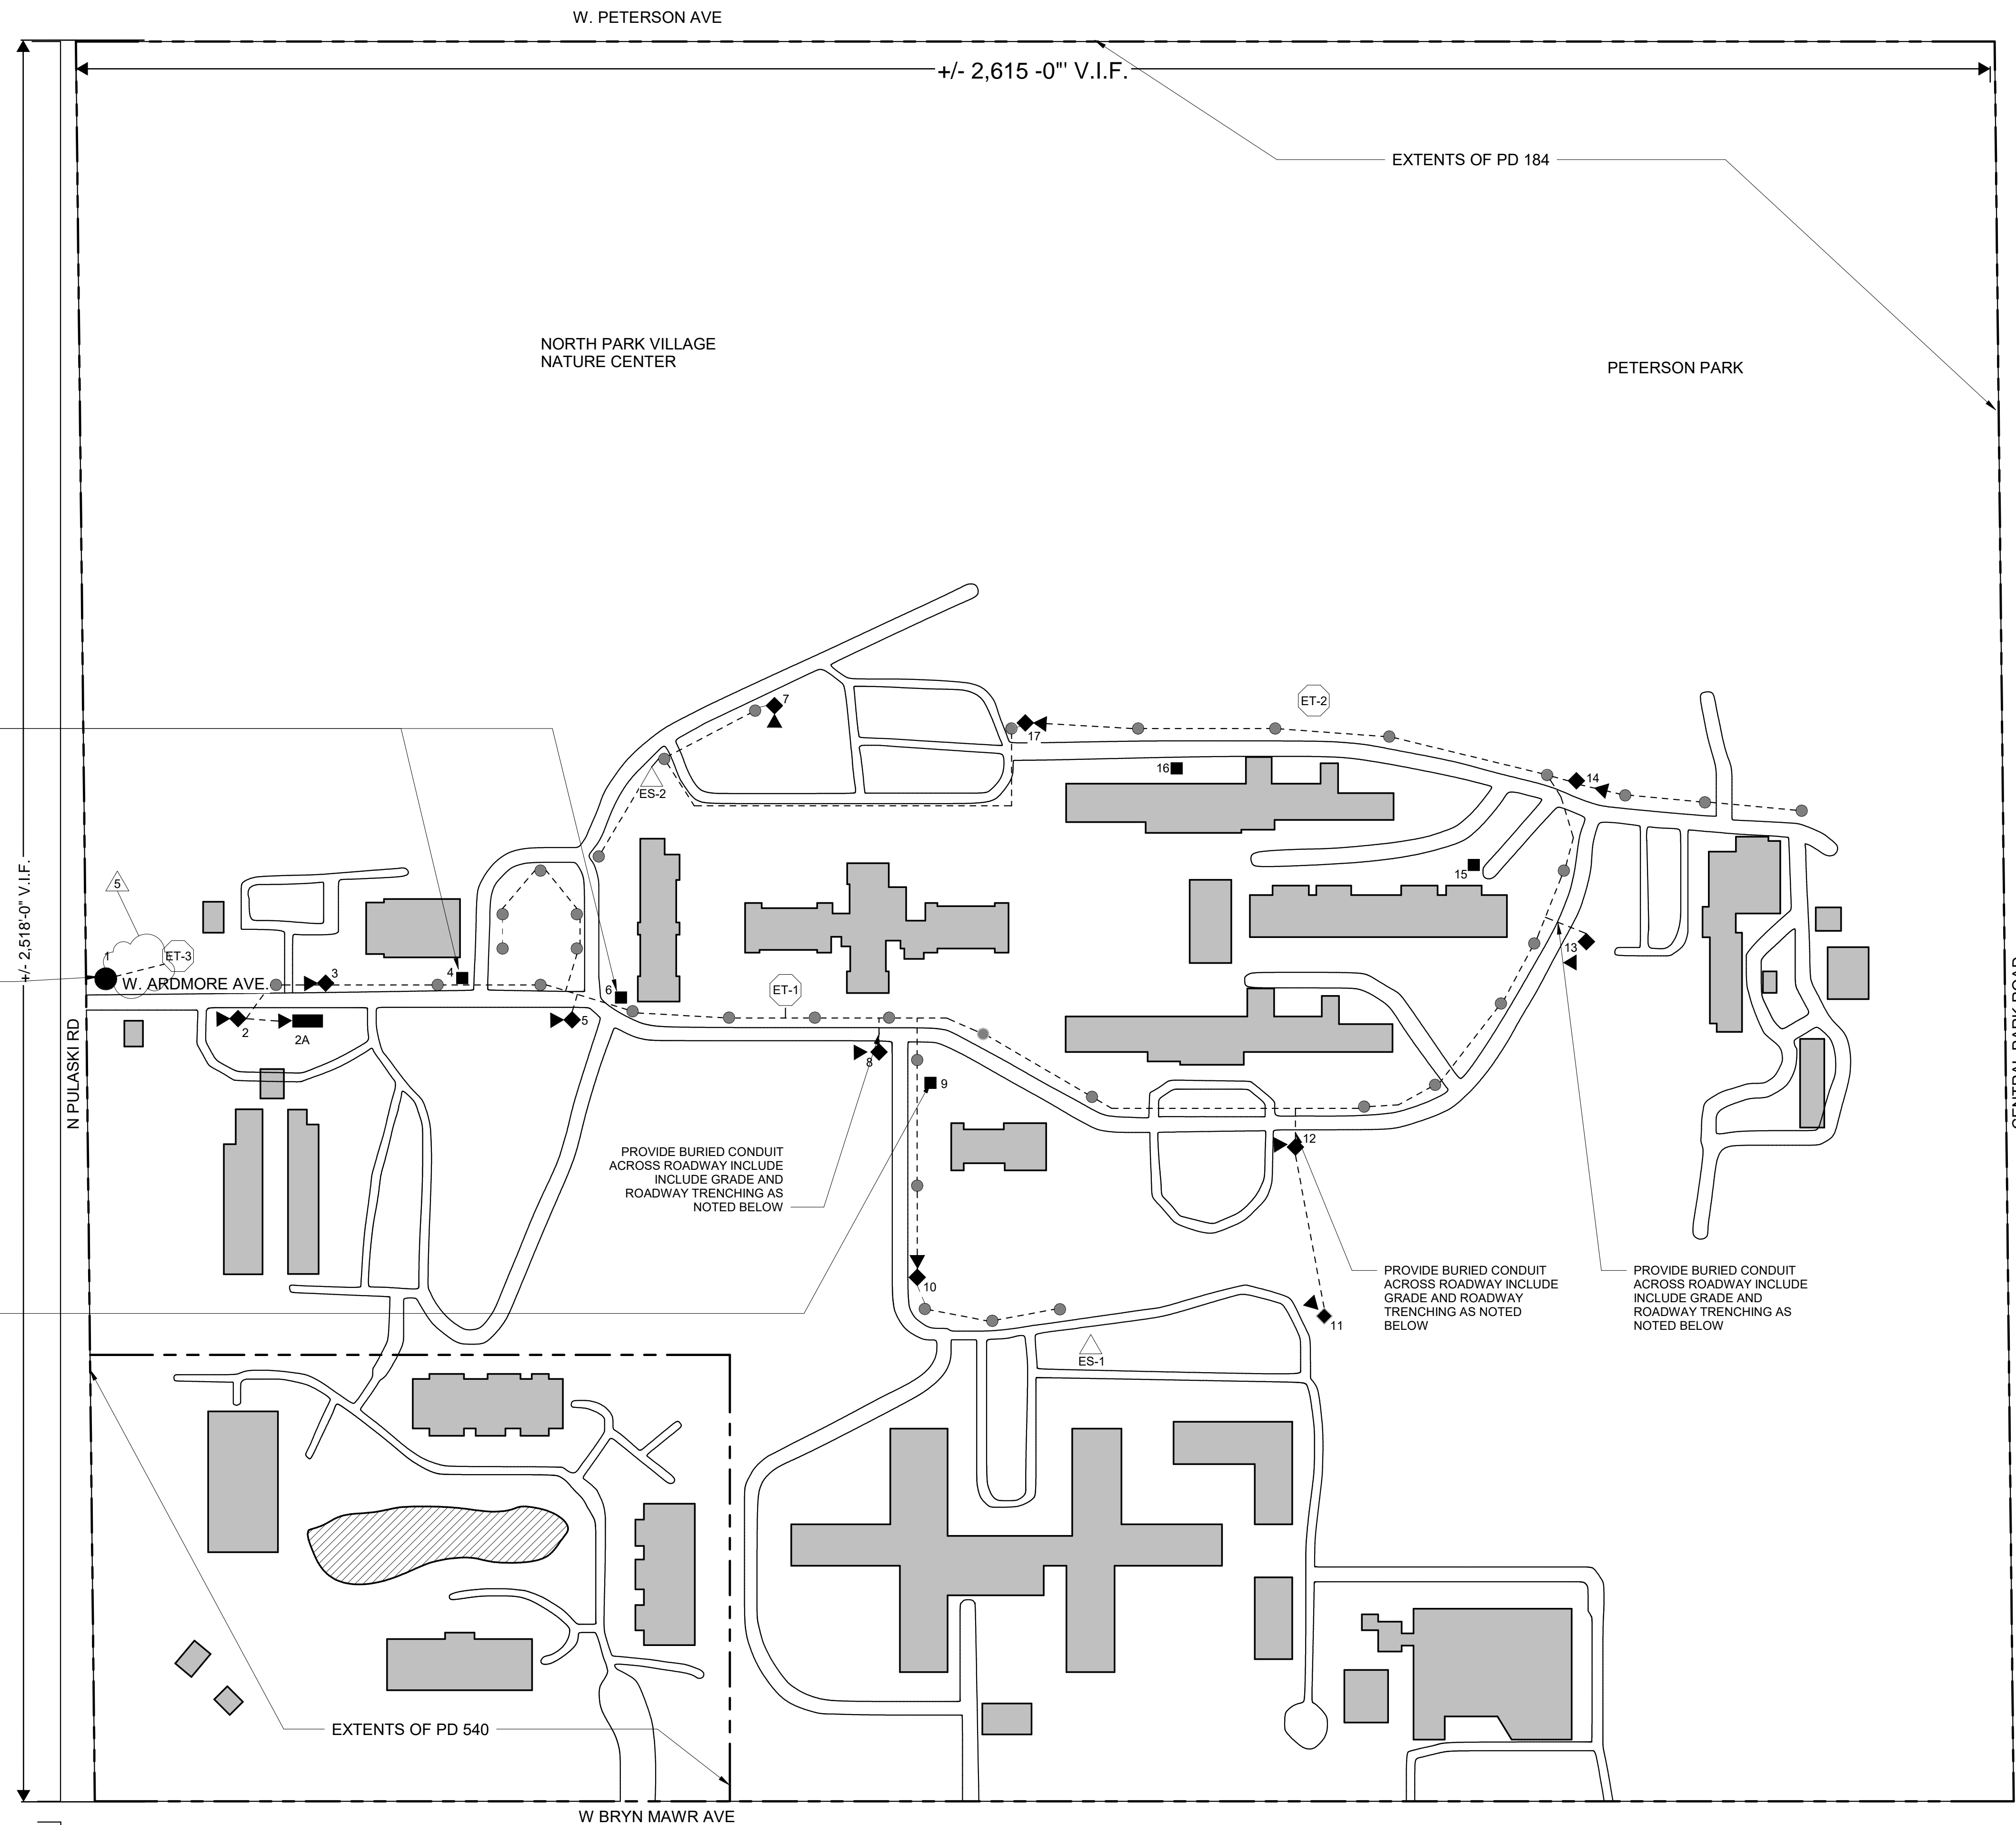 W. PETERSON AVE
+/- 2,615 -0"' V.I.F.
EXTENTS OF PD 184
NORTH PARK VILLAGE
NATURE CENTER
PETERSON PARK
ET-2
7
17
16
14
ES-2
15
+/- 2,518'-0" V.I.F.
5
1
ET-3
W. ARDMORE AVE.
3
4
6
ET-1
13
2
2A
5
8
9
N PULASKI RD
CENTRAL PARK ROAD
12
PROVIDE BURIED CONDUIT
ACROSS ROADWAY INCLUDE
INCLUDE GRADE AND
ROADWAY TRENCHING AS
NOTED BELOW
10
11
PROVIDE BURIED CONDUIT
ACROSS ROADWAY INCLUDE
GRADE AND ROADWAY
TRENCHING AS NOTED
BELOW
PROVIDE BURIED CONDUIT
ACROSS ROADWAY INCLUDE
INCLUDE GRADE AND
ROADWAY TRENCHING AS
NOTED BELOW
ES-1
EXTENTS OF PD 540
W BRYN MAWR AVE